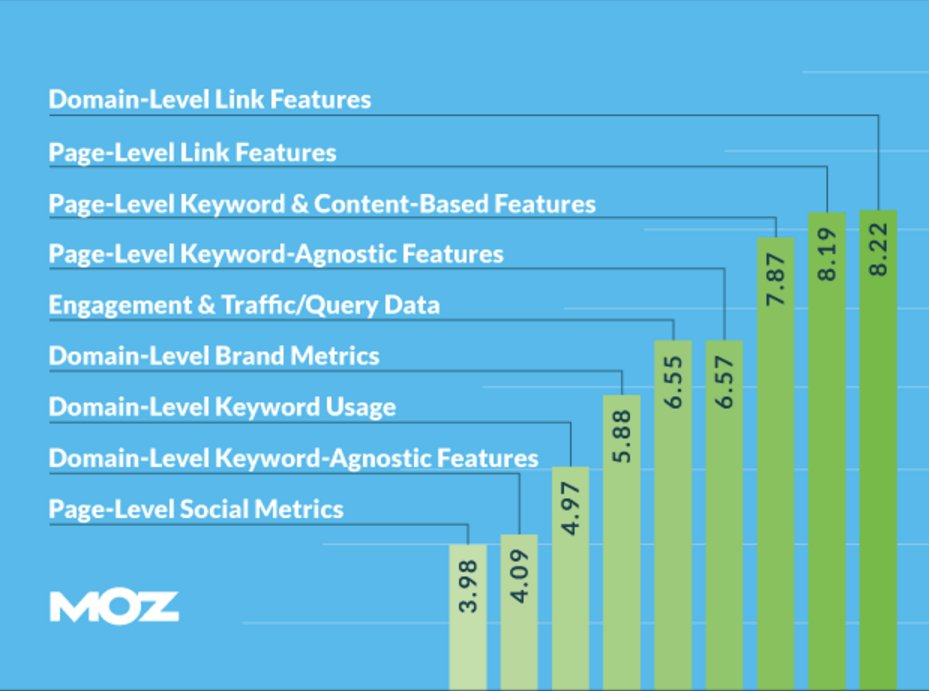 Domain-Level Link Features
Page-Level Link Features
Page-Level Keyword & Content-Based Features
Page-Level Keyword-Agnostic Features
Engagement & Traffic/Query Data
Domain-Level Brand Metrics
Domain-Level Keyword Usage
Domain-Level Keyword-Agnostic Features
Page-Level Social Metrics
3.98
4.09
4.97
5.88
6.55
6.57
7.87
8.19
8.22
MOZ